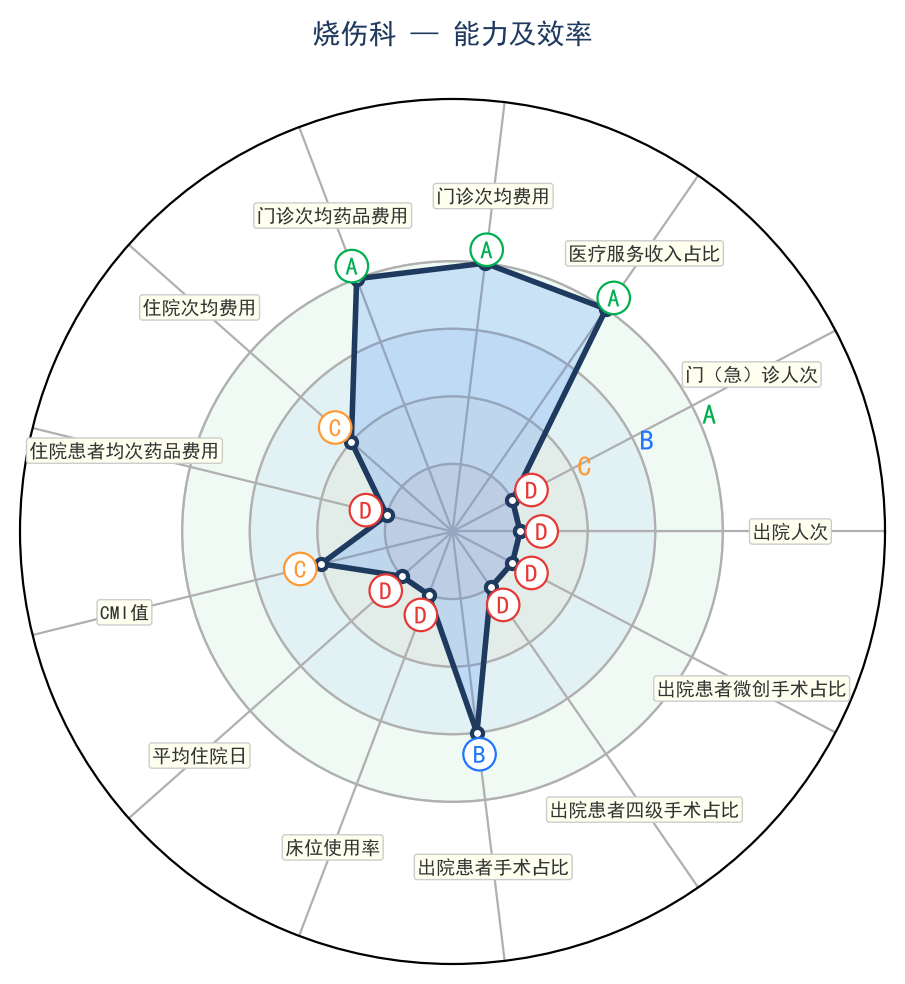 烧伤科 — 能力及效率
门诊次均费用
门诊次均药品费用
A
医疗服务收入占比
A
A
住院次均费用
门（急）诊人次
A
C
B
住院患者均次药品费用
C
D
D
D
出院人次
C
D
D
D
CMI值
D
B
出院患者微创手术占比
平均住院日
出院患者四级手术占比
床位使用率
出院患者手术占比